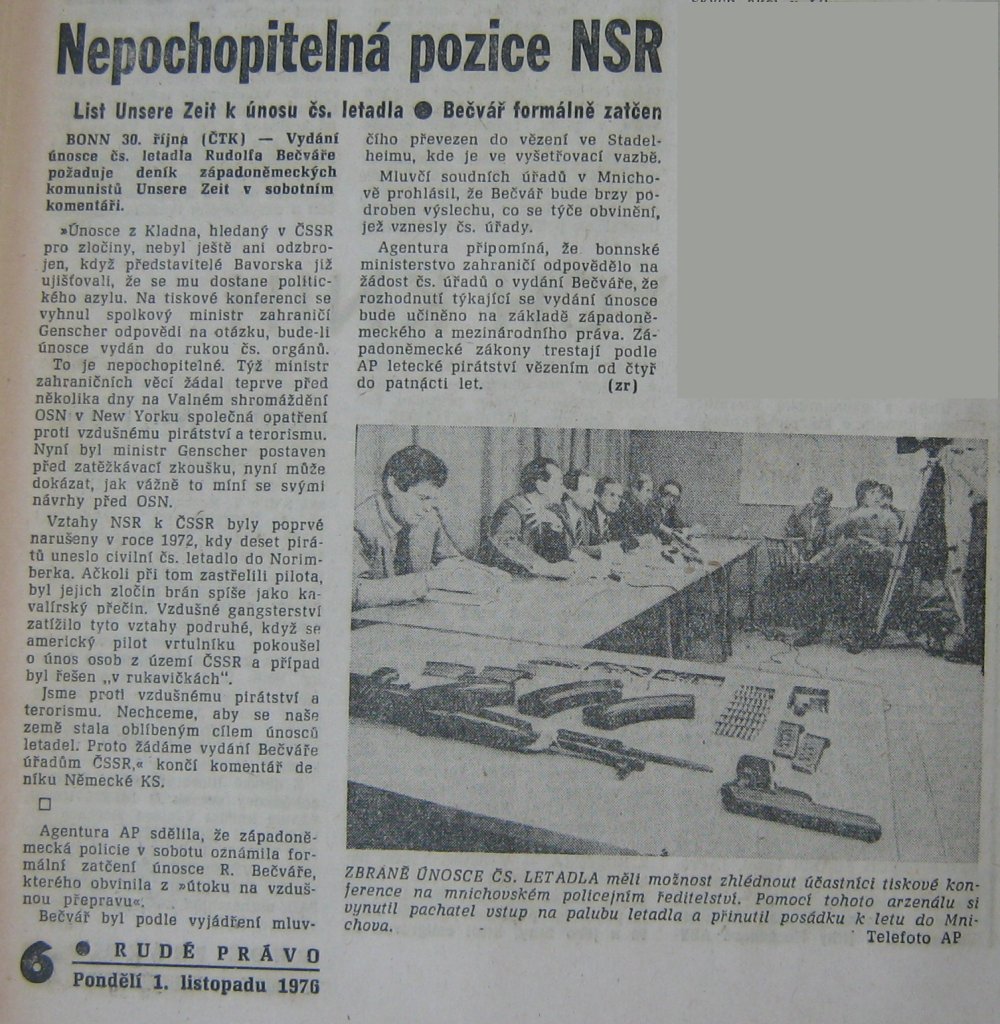 Nepochopitelná pozice NSR
List Unsere Zeit k únosu čs. letadla ● Bečvář formálně zatčen
BONN 30. října (ČTK) — Vydání
únosce čs. letadla Rudolfa Bečváře
požaduje deník západoněmeckých
komunistů Unsere Zeit v sobotním
komentáři.
»Únosce z Kladna, hledaný v ČSSR
pro zločiny, nebyl ještě ani odzbro-
jen, když představitelé Bavorska již
ujišťovali, že se mu dostane politic-
kého azylu. Na tiskové konferenci se
vyhnul spolkový ministr zahraničí
Genscher odpovědi na otázku, bude-li
únosce vydán do rukou čs. orgánů.
To je nepochopitelné. Týž ministr
zahraničních věcí žádal teprve před
několika dny na Valném shromáždění
OSN v New Yorku společná opatření
proti vzdušnému pirátství a terorismu.
Nyní byl ministr Genscher postaven
před zatěžkávací zkoušku, nyní může
dokázat, jak vážně to míní se svými
návrhy před OSN.
Vztahy NSR k ČSSR byly poprvé
narušeny v roce 1972, kdy deset pirá-
tů uneslo civilní čs. letadlo do Norim-
berka. Ačkoli při tom zastřelili pilota,
byl jejich zločin brán spíše jako ka-
valírský přečin. Vzdušné gangsterství
zatížilo tyto vztahy podruhé, když se
americký pilot vrtulníku pokoušel
o únos osob z území ČSSR a případ
byl řešen „v rukavičkách".
Jsme proti vzdušnému pirátství a
terorismu. Nechceme, aby se naše
země stala oblíbeným cílem únosců
letadel. Proto žádáme vydání Bečváře
úřadům ČSSR,« končí komentář de
níku Německé KS.
□
Agentura AP sdělila, že západoně-
mecká policie v sobotu oznámila for-
mální zatčení únosce R. Bečváře,
kterého obvinila z »útoku na vzduš-
nou přepravu«.
Bečvář byl podle vyjádření mluv-
čího převezen do vězení ve Stadel-
heimu, kde je ve vyšetřovací vazbě.
Mluvčí soudních úřadů v Mnicho-
vě prohlásil, že Bečvář bude brzy po-
droben výslechu, co se týče obvinění,
jež vznesly čs. úřady.
Agentura připomíná, že bonnské
ministerstvo zahraničí odpovědělo na
žádost čs. úřadů o vydání Bečváře, že
rozhodnutí týkající se vydání únosce
bude učiněno na základě západoně-
meckého a mezinárodního práva. Zá-
padoněmecké zákony trestají podle
AP letecké pirátství vězením od čtyř
do patnácti let. (zr)
ZBRANĚ ÚNOSCE ČS. LETADLA měli možnost zhlédnout účastníci tiskové kon-
ference na mnichovském policejním ředitelství. Pomocí tohoto arzenálu si
vynutil pachatel vstup na palubu letadla a přinutil posádku k letu do Mni-
chova.
Telefoto AP
6 ● RUDÉ PRÁVO
Pondělí 1. listopadu 1976